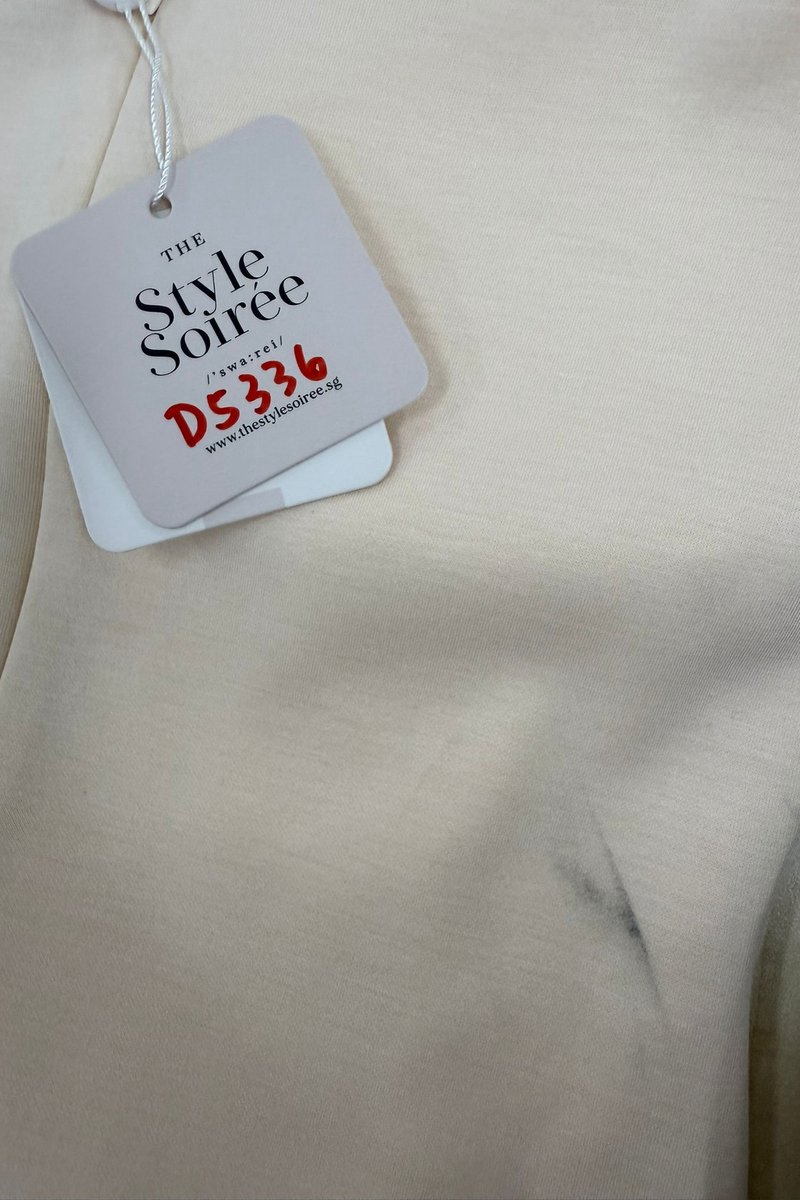 THE
Style
Soirée
/'swa:rei/
D5336
www.thestylesoiree.sg